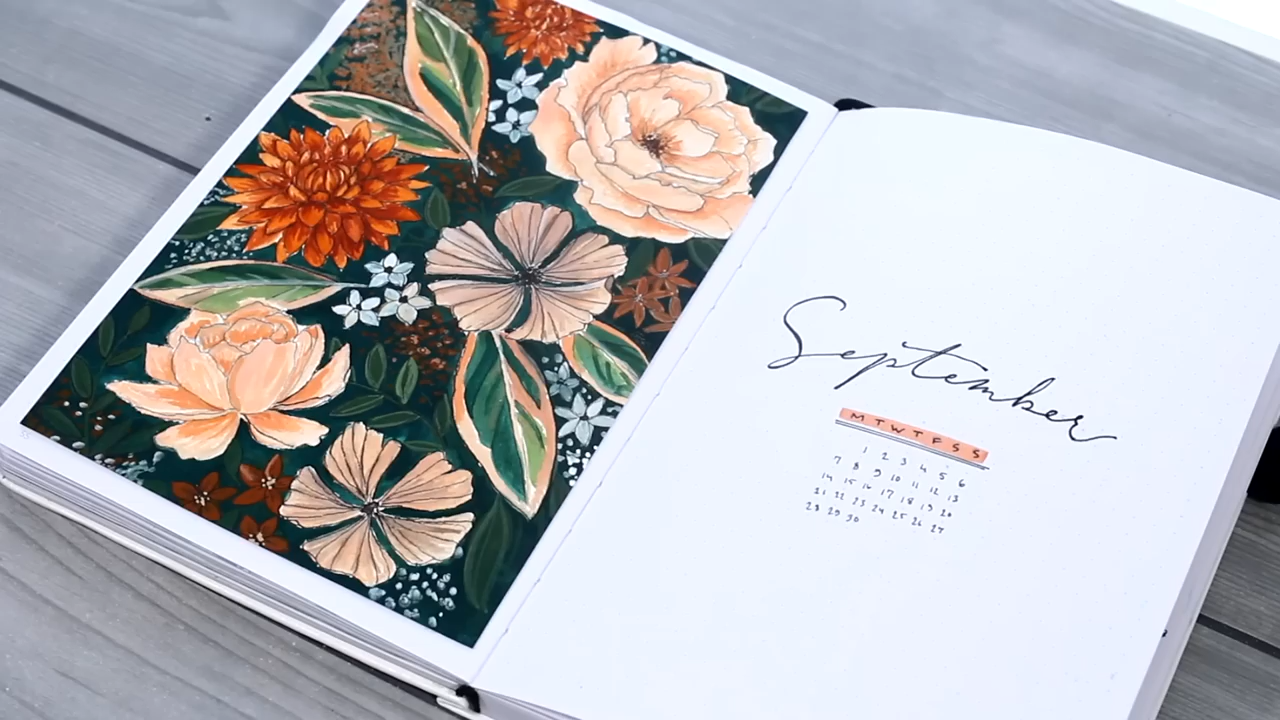 September
M T W T F S S
1 2 3 4 5 6
7 8 9 10 11 12 13
14 15 16 17 18 19 20
21 22 23 24 25 26 27
28 29 30